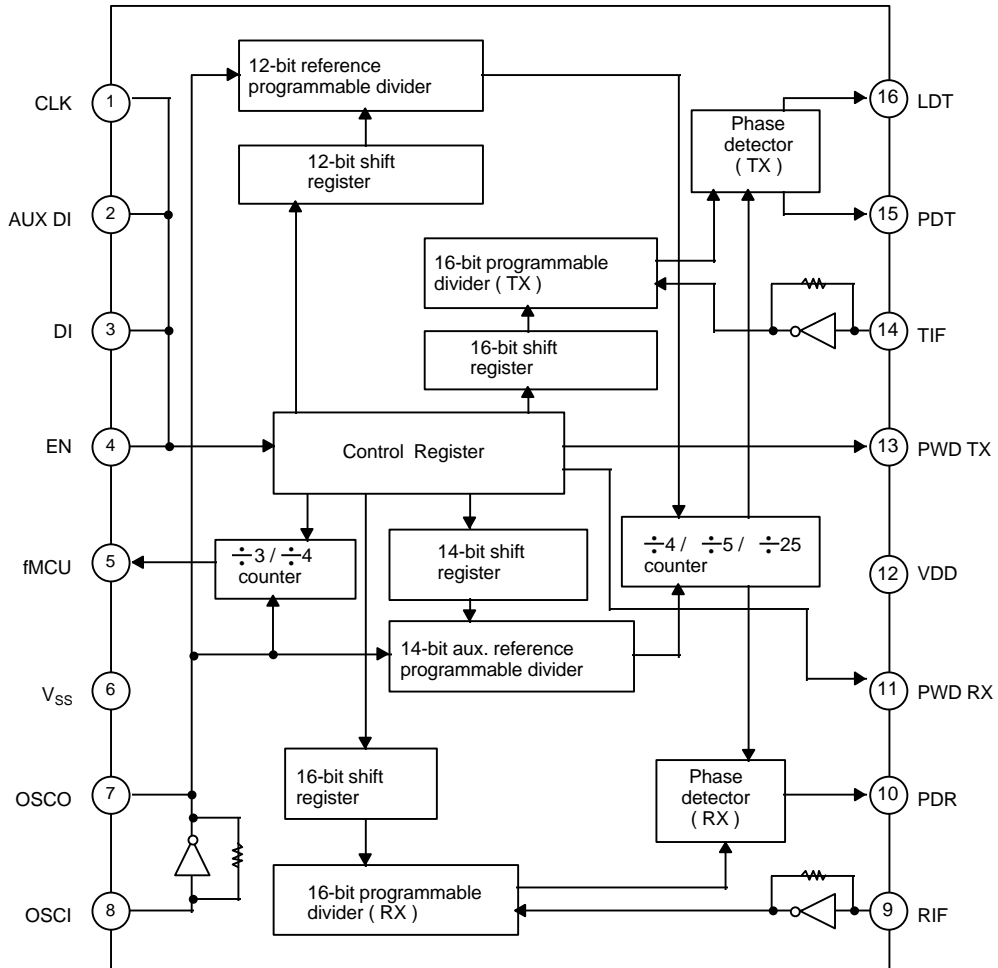 12-bit reference
programmable divider
CLK
1
16
LDT
Phase
detector
( TX )
12-bit shift
register
AUX DI
2
15
PDT
16-bit programmable
divider ( TX )
DI
3
14
TIF
16-bit shift
register
EN
4
Control Register
13
PWD TX
fMCU
5
÷3 / ÷4
counter
14-bit shift
register
÷4 / ÷5 / ÷25
counter
12
VDD
14-bit aux. reference
programmable divider
VSS
6
11
PWD RX
16-bit shift
register
Phase
detector
( RX )
OSCO
7
10
PDR
16-bit programmable
divider ( RX )
OSCI
8
9
RIF